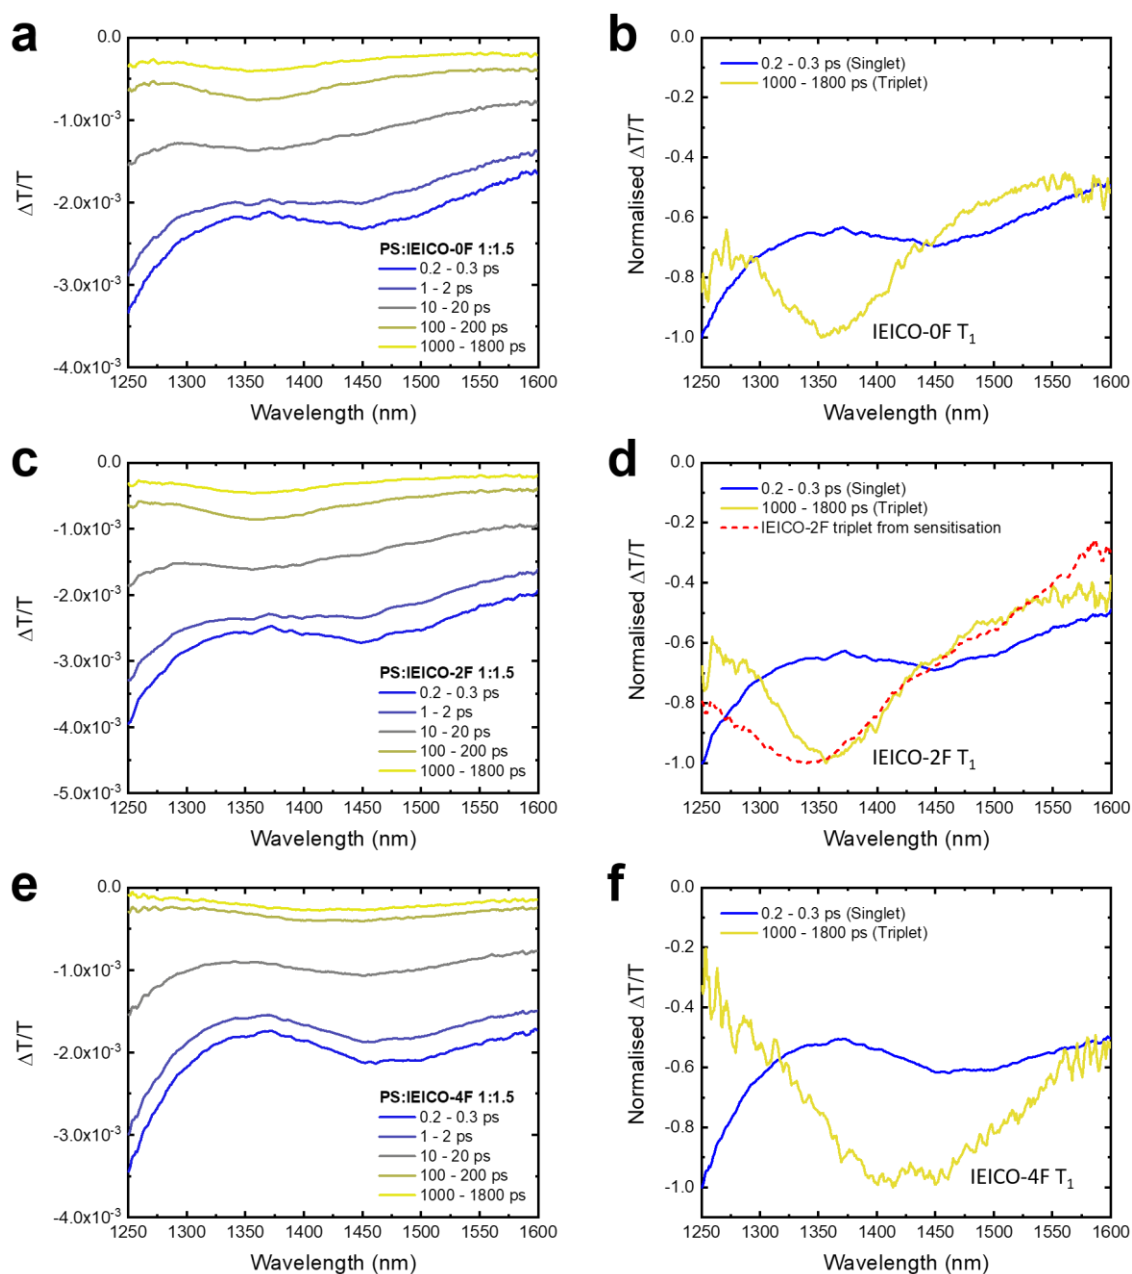 a
0.0
-1.0x10⁻³
-2.0x10⁻³
-3.0x10⁻³
-4.0x10⁻³
ΔT/T
PS:IEICO-0F 1:1.5
0.2 - 0.3 ps
1 - 2 ps
10 - 20 ps
100 - 200 ps
1000 - 1800 ps
1250 1300 1350 1400 1450 1500 1550 1600
Wavelength (nm)
b
0.0
-0.2
-0.4
-0.6
-0.8
-1.0
Normalised ΔT/T
0.2 - 0.3 ps (Singlet)
1000 - 1800 ps (Triplet)
IEICO-0F T₁
1250 1300 1350 1400 1450 1500 1550 1600
Wavelength (nm)
c
0.0
-1.0x10⁻³
-2.0x10⁻³
-3.0x10⁻³
-4.0x10⁻³
-5.0x10⁻³
ΔT/T
PS:IEICO-2F 1:1.5
0.2 - 0.3 ps
1 - 2 ps
10 - 20 ps
100 - 200 ps
1000 - 1800 ps
1250 1300 1350 1400 1450 1500 1550 1600
Wavelength (nm)
d
0.0
-0.2
-0.4
-0.6
-0.8
-1.0
Normalised ΔT/T
0.2 - 0.3 ps (Singlet)
1000 - 1800 ps (Triplet)
IEICO-2F triplet from sensitisation
IEICO-2F T₁
1250 1300 1350 1400 1450 1500 1550 1600
Wavelength (nm)
e
0.0
-1.0x10⁻³
-2.0x10⁻³
-3.0x10⁻³
-4.0x10⁻³
ΔT/T
PS:IEICO-4F 1:1.5
0.2 - 0.3 ps
1 - 2 ps
10 - 20 ps
100 - 200 ps
1000 - 1800 ps
1250 1300 1350 1400 1450 1500 1550 1600
Wavelength (nm)
f
0.0
-0.2
-0.4
-0.6
-0.8
-1.0
Normalised ΔT/T
0.2 - 0.3 ps (Singlet)
1000 - 1800 ps (Triplet)
IEICO-4F T₁
1250 1300 1350 1400 1450 1500 1550 1600
Wavelength (nm)